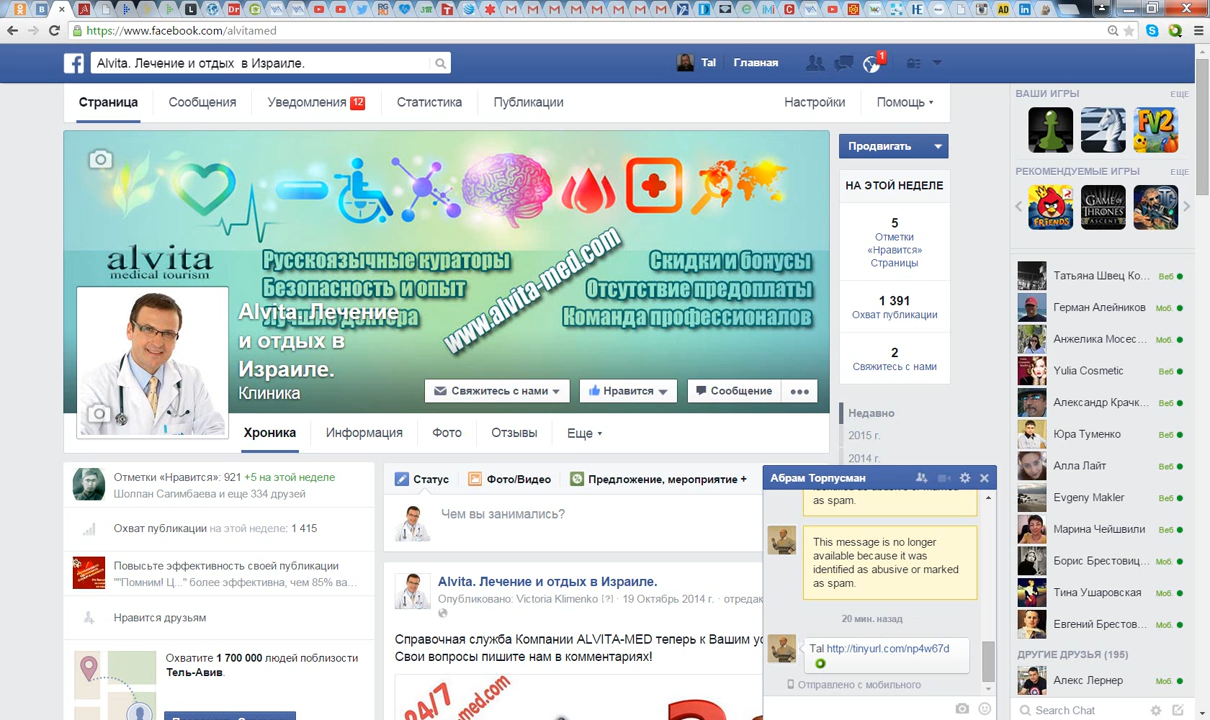 https://www.facebook.com/alvitamed
Alvita. Лечение и отдых в Израиле.
Tal
Главная
1
Страница
Сообщения
Уведомления 12
Статистика
Публикации
Настройки
Помощь
alvita
medical tourism
Русскоязычные кураторы
Безопасность и опыт
Лучшие доктора
www.alvita-med.com
Скидки и бонусы
Отсутствие предоплаты
Команда профессионалов
Alvita. Лечение
и отдых в
Израиле.
Клиника
Свяжитесь с нами
Нравится
Сообщение
Хроника
Информация
Фото
Отзывы
Еще
Продвигать
НА ЭТОЙ НЕДЕЛЕ
5
Отметки
«Нравится»
Страницы
1 391
Охват публикации
2
Свяжитесь с нами
Недавно
2015 г.
2014 г.
Отметки «Нравится»: 921 +5 на этой неделе
Шолпан Сагимбаева и еще 334 друзей
Охват публикации на этой неделе: 1 415
Повысьте эффективность своей публикации
""Помним! Ц..." более эффективна, чем 85% ва...
Нравится друзьям
Охватите 1 700 000 людей поблизости
Тель-Авив.
Статус
Фото/Видео
Предложение, мероприятие +
Чем вы занимались?
Alvita. Лечение и отдых в Израиле.
Опубликовано: Victoria Klimenko [?] · 19 Октябрь 2014 г. · отредак
Справочная служба Компании ALVITA-MED теперь к Вашим ус
Свои вопросы пишите нам в комментариях!
24/7
-med.com
Абрам Торпусман
as spam.
This message is no longer
available because it was
identified as abusive or marked
as spam.
20 мин. назад
Tal http://tinyurl.com/np4w67d
Отправлено с мобильного
ВАШИ ИГРЫ
ЕЩЕ
FV2
РЕКОМЕНДУЕМЫЕ ИГРЫ
ЕЩЕ
FRIENDS
GAME OF
THRONES
ASCENT
Татьяна Швец Ко... Веб
Герман Алейников Моб.
Анжелика Мосес... Моб.
Yulia Cosmetic Веб
Александр Крачк... Веб
Юра Туменко Веб
Алла Лайт Веб
Evgeny Makler Веб
Марина Чейшвили Веб
Борис Брестовиц... Моб.
Тина Ушаровская Моб.
Евгений Брестов... Моб.
ДРУГИЕ ДРУЗЬЯ (195)
Алекс Лернер Моб.
Search Chat